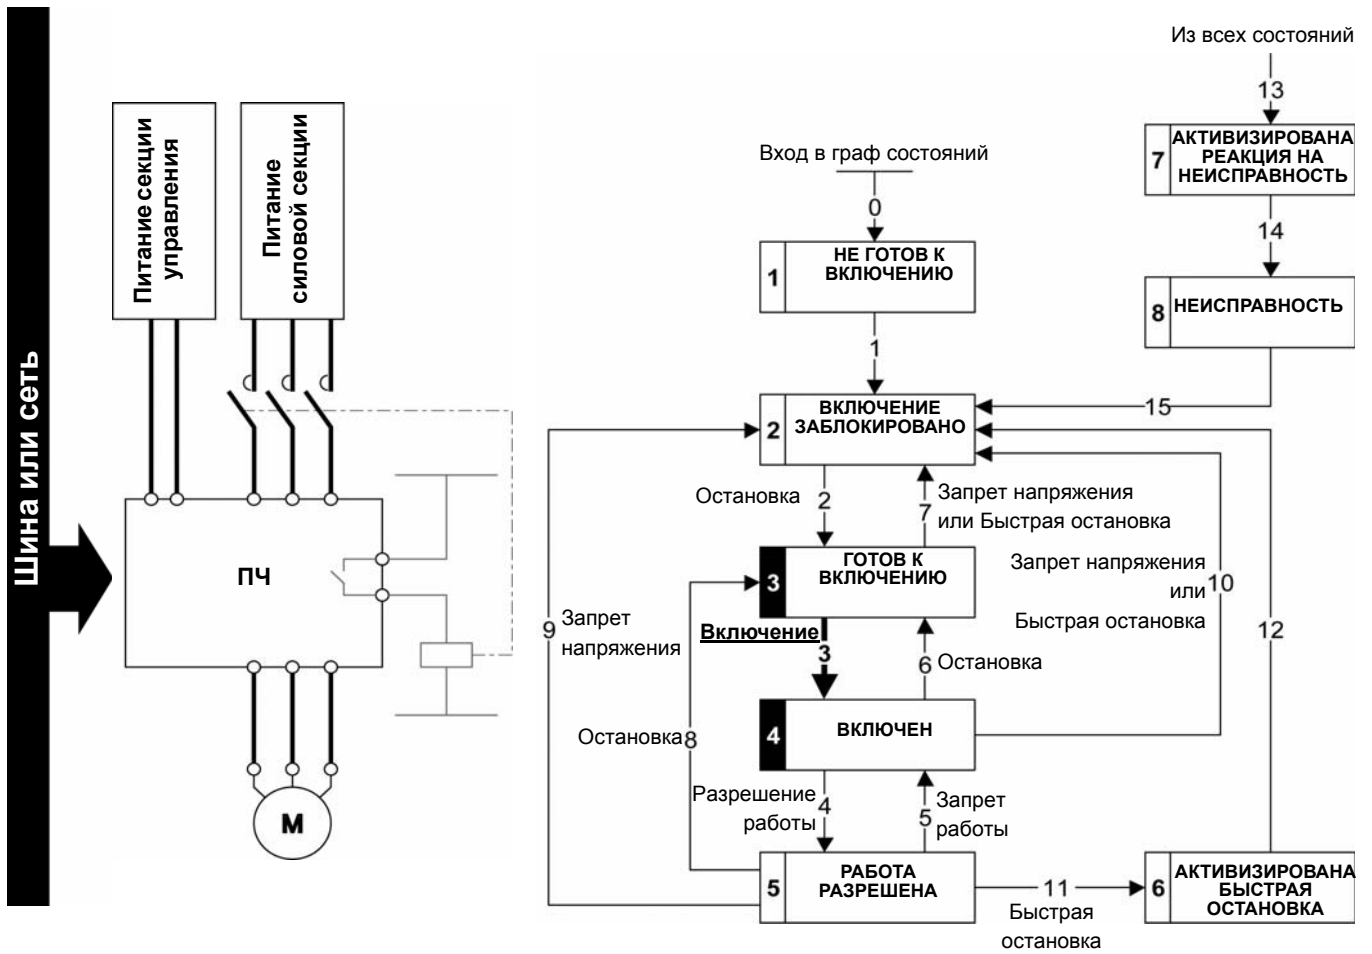 Шина или сеть
Питание секции
управления
Питание
силовой секции
ПЧ
М
Из всех состояний
13
7
АКТИВИЗИРОВАНА
РЕАКЦИЯ НА
НЕИСПРАВНОСТЬ
14
8
НЕИСПРАВНОСТЬ
15
Вход в граф состояний
0
1
НЕ ГОТОВ К
ВКЛЮЧЕНИЮ
1
2
ВКЛЮЧЕНИЕ
ЗАБЛОКИРОВАНО
Остановка
2
7
Запрет напряжения
или Быстрая остановка
3
ГОТОВ К
ВКЛЮЧЕНИЮ
Запрет напряжения
или
Быстрая остановка
10
12
9
Запрет
напряжения
Включение
3
6
Остановка
4
ВКЛЮЧЕН
Остановка
8
Разрешение
работы
4
5
Запрет
работы
5
РАБОТА
РАЗРЕШЕНА
11
Быстрая
остановка
6
АКТИВИЗИРОВАНА
БЫСТРАЯ
ОСТАНОВКА